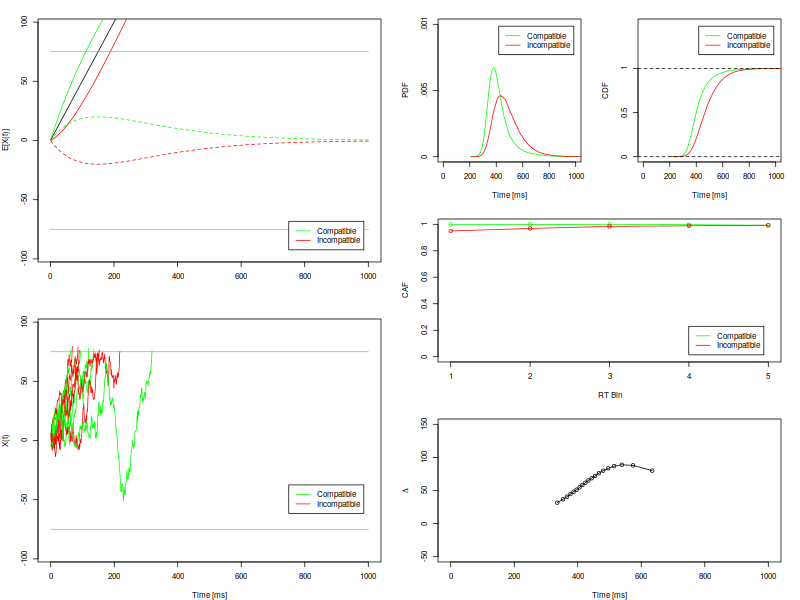 E[X(t)]
100
50
0
-50
-100
Compatible
Incompatible
0 200 400 600 800 1000
X(t)
100
50
0
-50
-100
Compatible
Incompatible
0 200 400 600 800 1000
Time [ms]
PDF
.001
.005
0
Compatible
Incompatible
0 200 400 600 800 1000
Time [ms]
CDF
1
0.5
0
Compatible
Incompatible
0 200 400 600 800 1000
Time [ms]
CAF
1
0.8
0.6
0.4
0.2
0
Compatible
Incompatible
1 2 3 4 5
RT Bin
Δ
150
100
50
0
-50
0 200 400 600 800 1000
Time [ms]